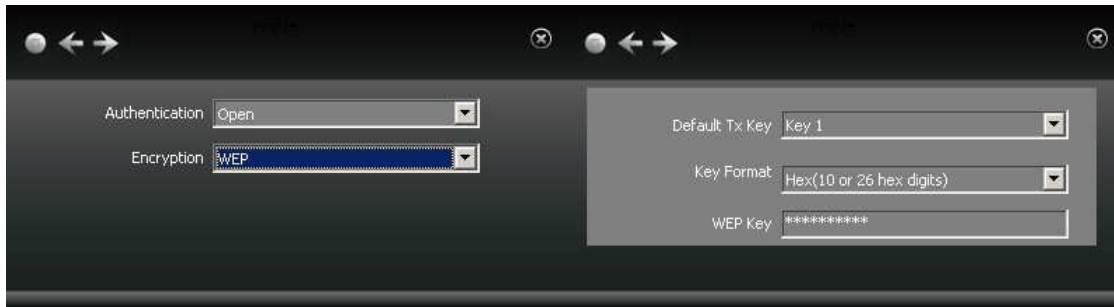 Authentication Open
Encryption WEP
Default Tx Key Key 1
Key Format Hex(10 or 26 hex digits)
WEP Key **********